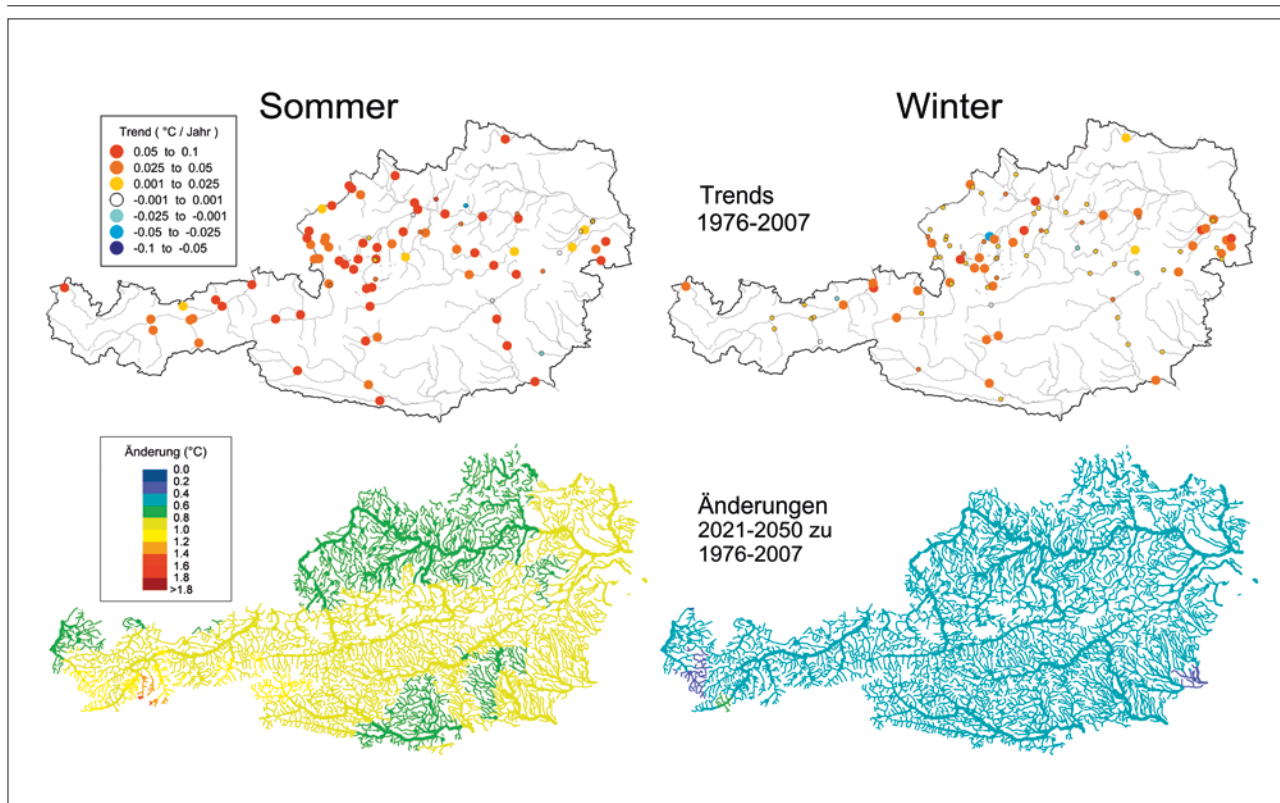 Sommer
Winter
Trend ( °C / Jahr )
0.05 to 0.1
0.025 to 0.05
0.001 to 0.025
-0.001 to 0.001
-0.025 to -0.001
-0.05 to -0.025
-0.1 to -0.05
Trends
1976-2007
Änderung (°C)
0.0
0.2
0.4
0.6
0.8
1.0
1.2
1.4
1.6
1.8
>1.8
Änderungen
2021-2050 zu
1976-2007